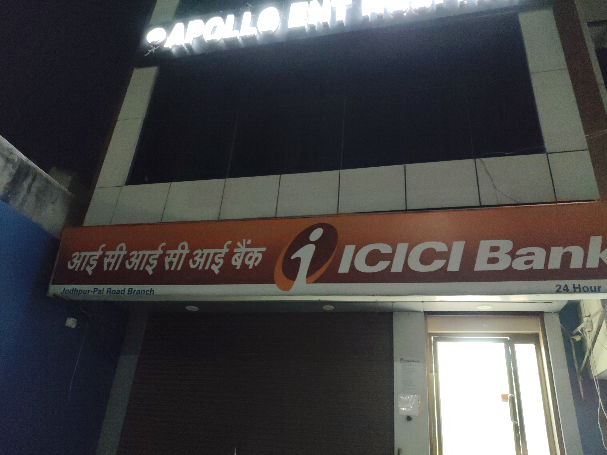 APOLLO ENT
आई सी आई सी आई बैंक
i ICICI Bank
Jodhpur-Pal Road Branch
24 Hour